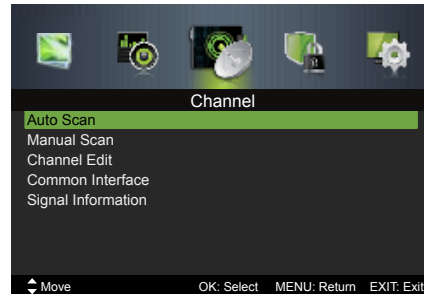 Channel
Auto Scan
Manual Scan
Channel Edit
Common Interface
Signal Information
Move OK: Select MENU: Return EXIT: Exit